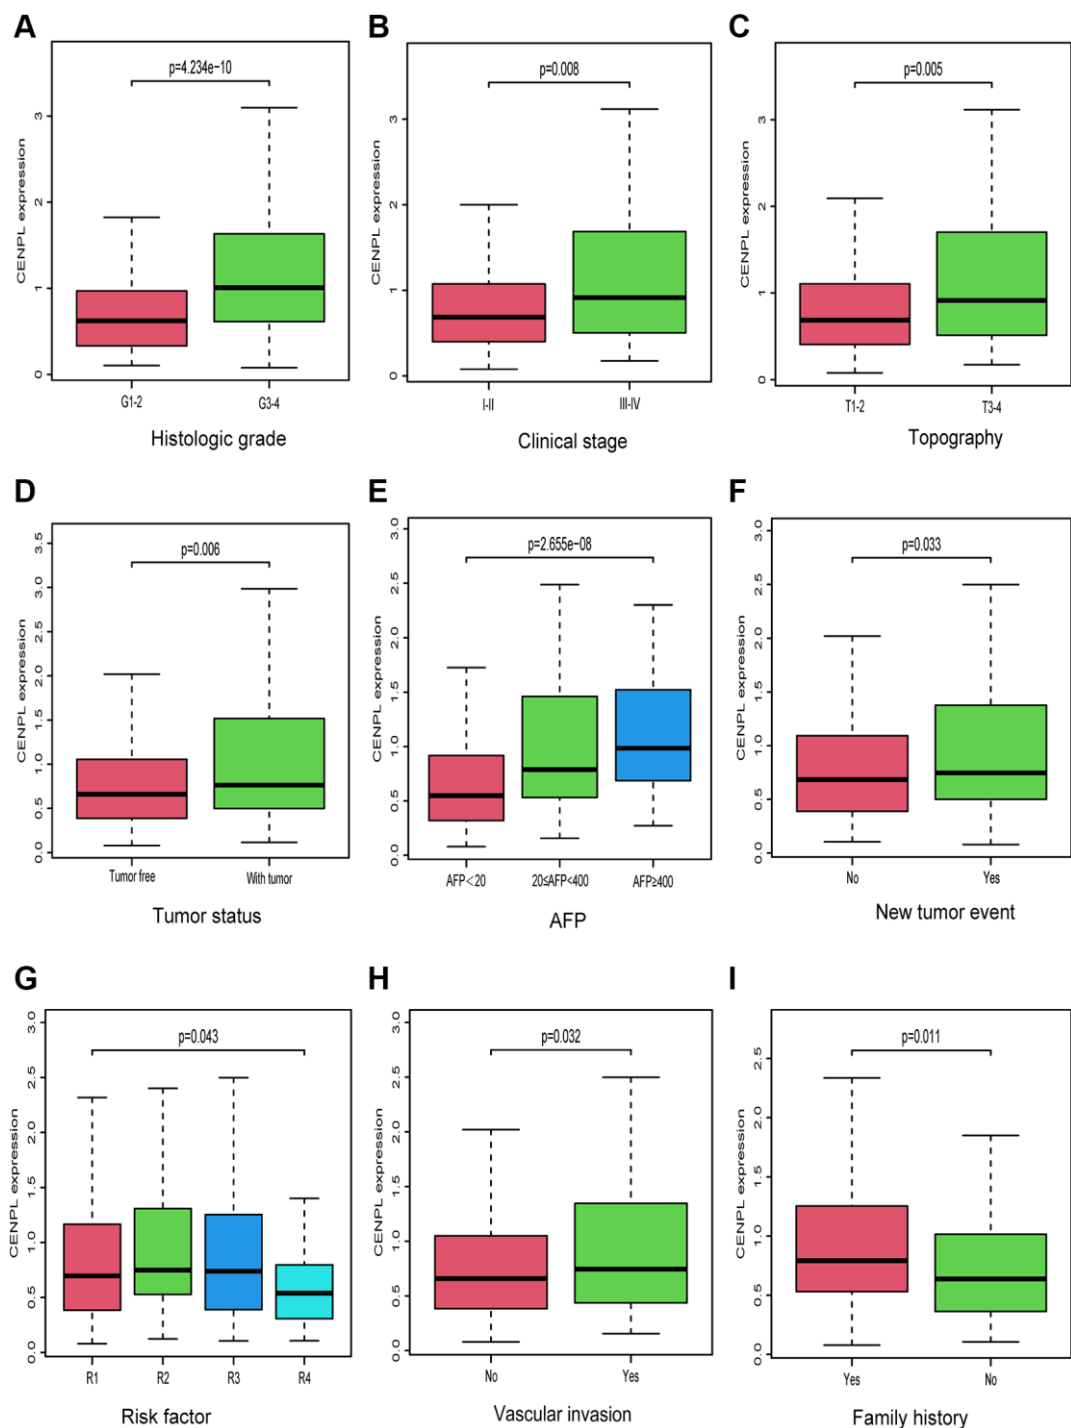 A
CENPL expression
0
1
2
3
p=4.234e−10
G1-2
G3-4
Histologic grade
B
CENPL expression
0
1
2
3
p=0.008
I-II
III-IV
Clinical stage
C
CENPL expression
0
1
2
3
p=0.005
T1-2
T3-4
Topography
D
CENPL expression
0.0
0.5
1.0
1.5
2.0
2.5
3.0
3.5
p=0.006
Tumor free
With tumor
Tumor status
E
CENPL expression
0.0
0.5
1.0
1.5
2.0
2.5
3.0
p=2.655e−08
AFP<20
20≤AFP<400
AFP≥400
AFP
F
CENPL expression
0.0
0.5
1.0
1.5
2.0
2.5
3.0
p=0.033
No
Yes
New tumor event
G
CENPL expression
0.0
0.5
1.0
1.5
2.0
2.5
3.0
p=0.043
R1
R2
R3
R4
Risk factor
H
CENPL expression
0.0
0.5
1.0
1.5
2.0
2.5
3.0
p=0.032
No
Yes
Vascular invasion
I
CENPL expression
0.0
0.5
1.0
1.5
2.0
2.5
p=0.011
Yes
No
Family history